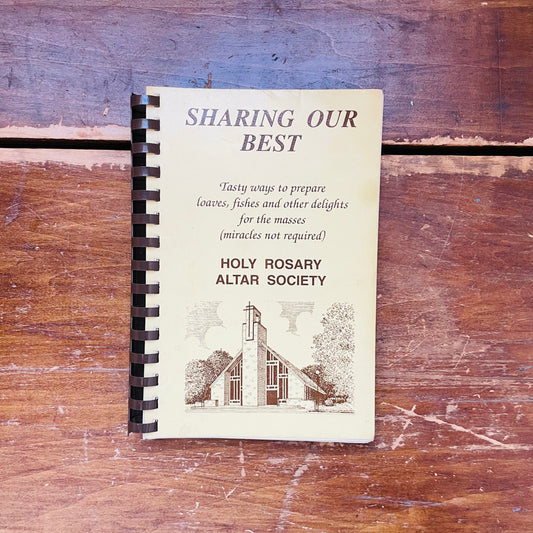 SHARING OUR
BEST
Tasty ways to prepare
loaves, fishes and other delights
for the masses
(miracles not required)
HOLY ROSARY
ALTAR SOCIETY